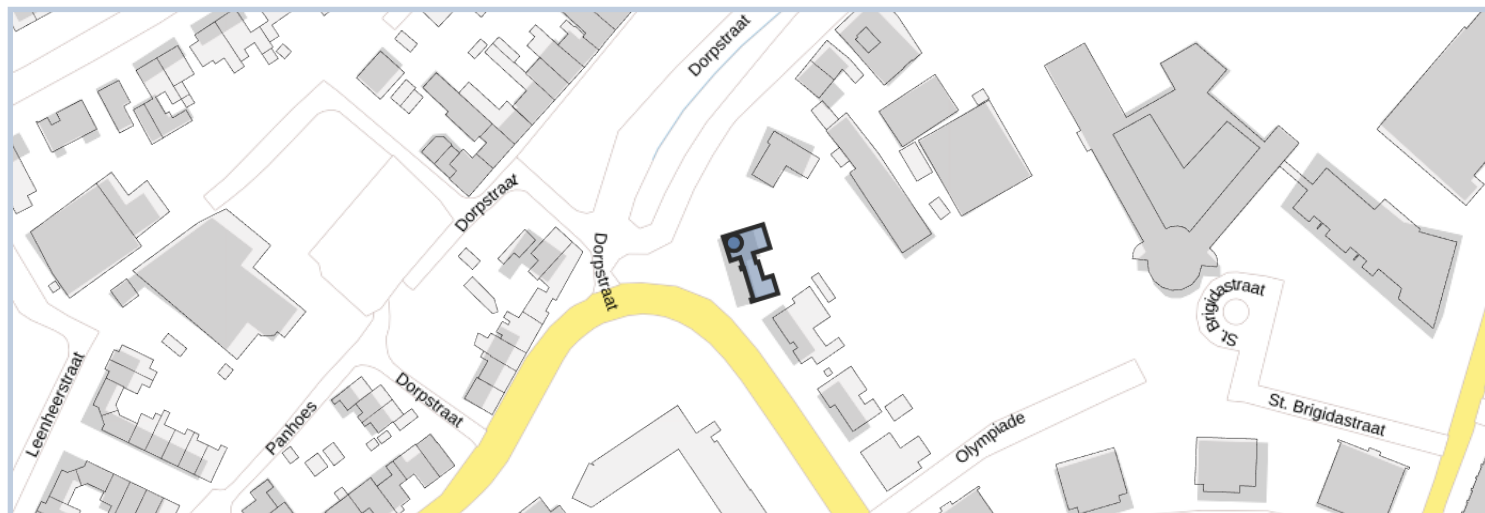 Dorpstraat
Dorpstraat
Dorpstraat
St. Brigidastraat
Leenheerstraat
Dorpstraat
Panhoes
Olympiade
St. Brigidastraat